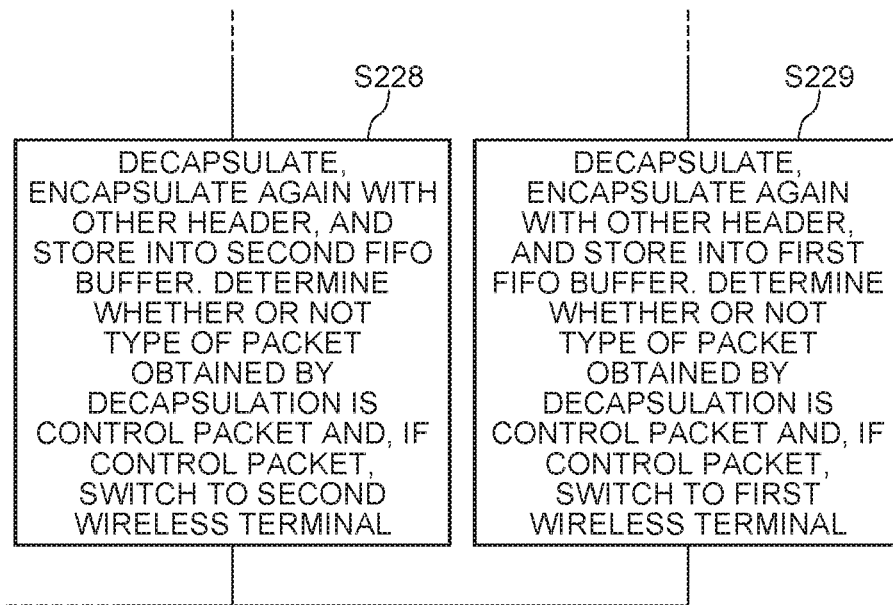 S228
DECAPSULATE,
ENCAPSULATE AGAIN WITH
OTHER HEADER, AND
STORE INTO SECOND FIFO
BUFFER. DETERMINE
WHETHER OR NOT
TYPE OF PACKET
OBTAINED BY
DECAPSULATION IS
CONTROL PACKET AND, IF
CONTROL PACKET,
SWITCH TO SECOND
WIRELESS TERMINAL
S229
DECAPSULATE,
ENCAPSULATE AGAIN
WITH OTHER HEADER,
AND STORE INTO FIRST
FIFO BUFFER. DETERMINE
WHETHER OR NOT
TYPE OF PACKET
OBTAINED BY
DECAPSULATION IS
CONTROL PACKET AND, IF
CONTROL PACKET,
SWITCH TO FIRST
WIRELESS TERMINAL